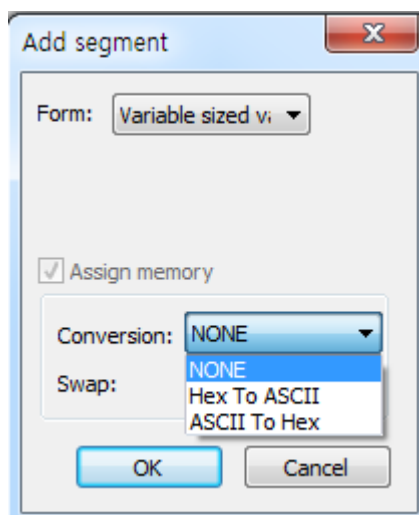 Add segment
Form: Variable sized v
Assign memory
Conversion: NONE
NONE
Swap:
Hex To ASCII
ASCII To Hex
OK Cancel